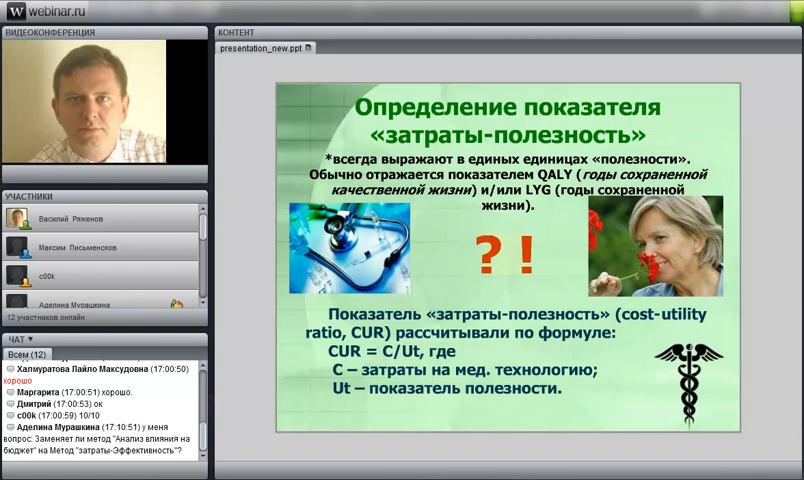 webinar.ru
ВИДЕОКОНФЕРЕНЦИЯ
УЧАСТНИКИ
Василий Ряженов
Максим Письменсков
c00k
Аделина Мурашкина
12 участников онлайн
ЧАТ
Всем (12)
Халмуратова Лайло Максудовна (17:00:50)
хорошо
Маргарита (17:00:51) хорошо.
Дмитрий (17:00:53) ок
c00k (17:00:59) 10/10
Аделина Мурашкина (17:10:51) у меня
вопрос: Заменяет ли метод "Анализ влияния на
бюджет" на Метод "затраты-Эффективность"?
КОНТЕНТ
presentation_new.ppt
Определение показателя
«затраты-полезность»
*всегда выражают в единых единицах «полезности».
Обычно отражается показателем QALY (годы сохраненной
качественной жизни) и/или LYG (годы сохраненной
жизни).
? !
Показатель «затраты-полезность» (cost-utility
ratio, CUR) рассчитывали по формуле:
CUR = C/Ut, где
C – затраты на мед. технологию;
Ut – показатель полезности.